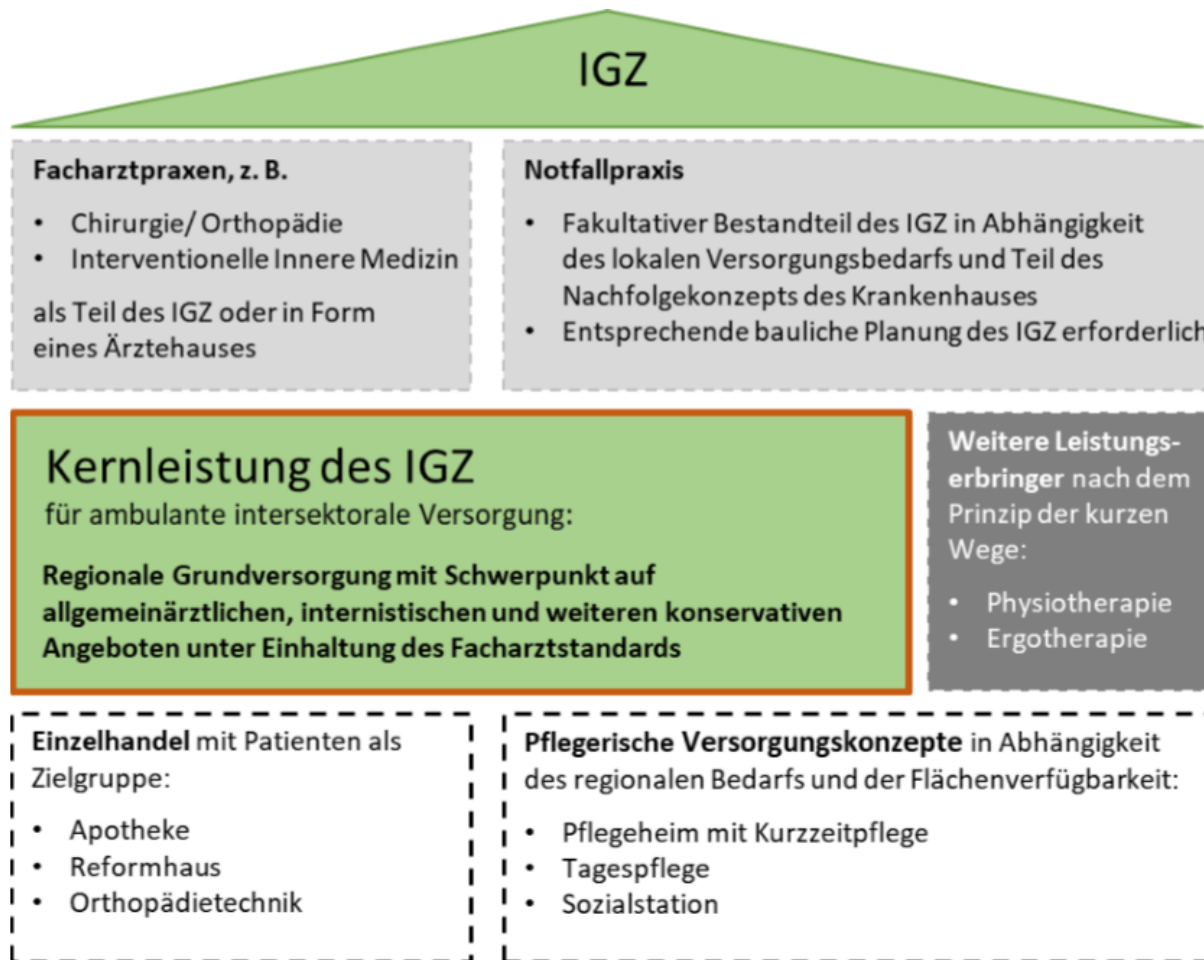 IGZ
Facharztpraxen, z. B.
• Chirurgie/ Orthopädie
• Interventionelle Innere Medizin
als Teil des IGZ oder in Form
eines Ärztehauses
Notfallpraxis
• Fakultativer Bestandteil des IGZ in Abhängigkeit
des lokalen Versorgungsbedarfs und Teil des
Nachfolgekonzepts des Krankenhauses
• Entsprechende bauliche Planung des IGZ erforderlich
Kernleistung des IGZ
für ambulante intersektorale Versorgung:
Regionale Grundversorgung mit Schwerpunkt auf
allgemeinärztlichen, internistischen und weiteren konservativen
Angeboten unter Einhaltung des Facharztstandards
Weitere Leistungs-
erbringer nach dem
Prinzip der kurzen
Wege:
• Physiotherapie
• Ergotherapie
Einzelhandel mit Patienten als
Zielgruppe:
• Apotheke
• Reformhaus
• Orthopädietechnik
Pflegerische Versorgungskonzepte in Abhängigkeit
des regionalen Bedarfs und der Flächenverfügbarkeit:
• Pflegeheim mit Kurzzeitpflege
• Tagespflege
• Sozialstation